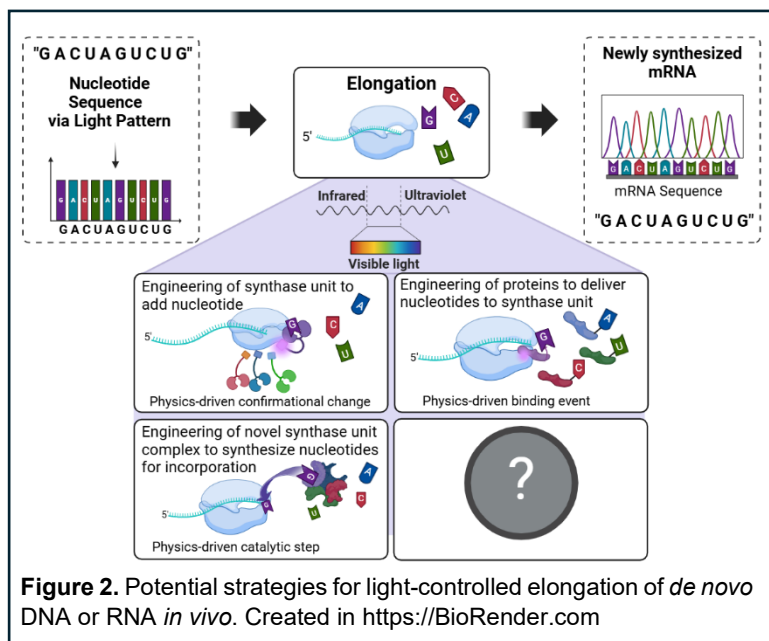 "G A C U A G U C U G"
Nucleotide
Sequence
via Light Pattern
G A C U A G U C U G
G A C U A G U C U G
Elongation
5'
G
C
A
U
Newly synthesized
mRNA
G A C U A G U C U G
mRNA Sequence
"G A C U A G U C U G"
Infrared
Ultraviolet
Visible light
Engineering of synthase unit to
add nucleotide
5'
G
A
C
U
Physics-driven confirmational change
Engineering of proteins to deliver
nucleotides to synthase unit
5'
G
A
U
C
Physics-driven binding event
Engineering of novel synthase unit
complex to synthesize nucleotides
for incorporation
5'
G
G
A
C
U
Physics-driven catalytic step
?
Figure 2. Potential strategies for light-controlled elongation of de novo
DNA or RNA in vivo. Created in https://BioRender.com